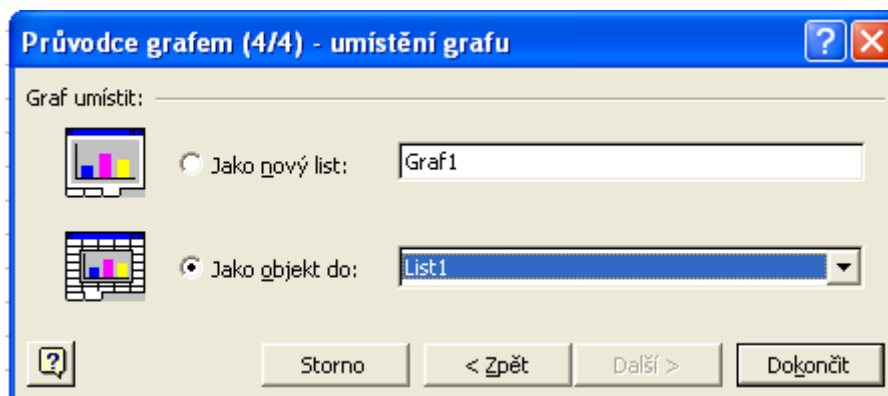 Průvodce grafem (4/4) - umístění grafu
Graf umístit:
Jako nový list:
Graf1
Jako objekt do:
List1
Storno
< Zpět
Další >
Dokončit